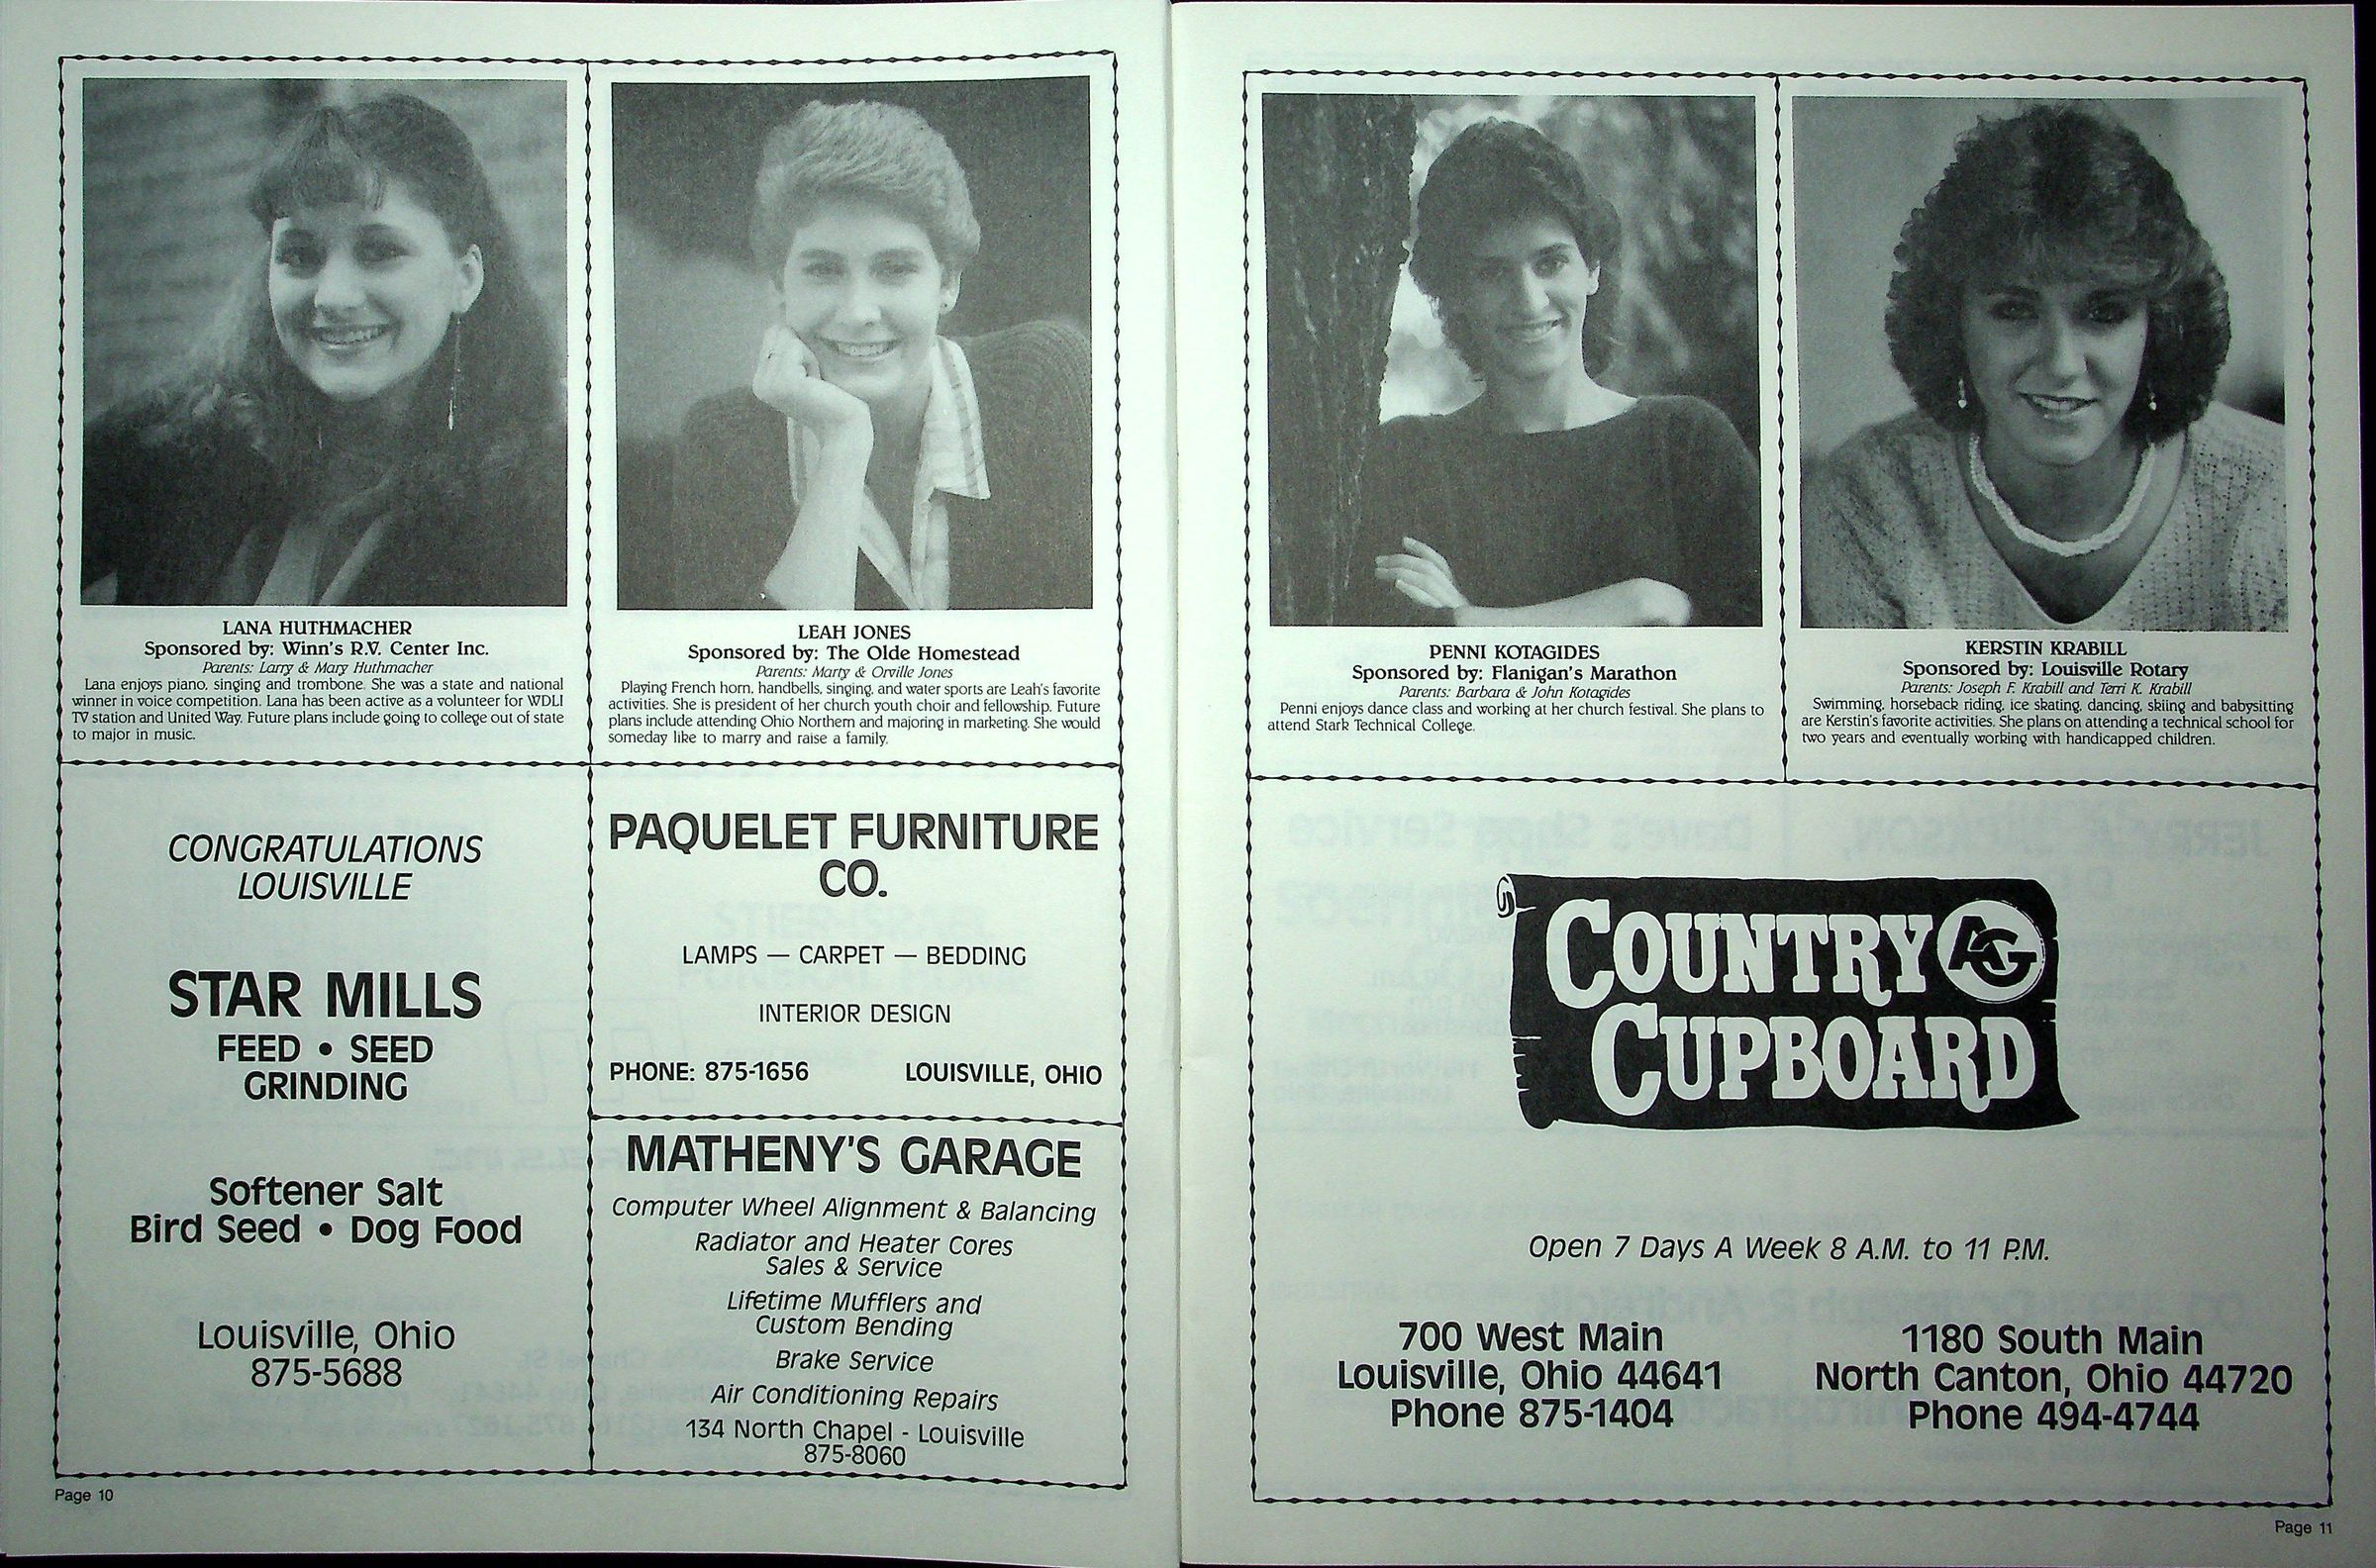 LANA HUTHMACHER
Sponsored by: Winn's R.V. Center Inc.
Parents: Larry & Mary Huthmacher
Lana enjoys piano, singing and trombone. She was a state and national
winner in voice competition. Lana has been active as a volunteer for WDLI
TV station and United Way. Future plans include going to college out of state
to major in music.
LEAH JONES
Sponsored by: The Olde Homestead
Parents: Marty & Orville Jones
Playing French horn, handbells, singing, and water sports are Leah's favorite
activities. She is president of her church youth choir and fellowship. Future
plans include attending Ohio Northern and majoring in marketing. She would
someday like to marry and raise a family.
CONGRATULATIONS
LOUISVILLE
STAR MILLS
FEED • SEED
GRINDING
Softener Salt
Bird Seed • Dog Food
Louisville, Ohio
875-5688
PAQUELET FURNITURE
CO.
LAMPS — CARPET — BEDDING
INTERIOR DESIGN
PHONE: 875-1656 LOUISVILLE, OHIO
MATHENY'S GARAGE
Computer Wheel Alignment & Balancing
Radiator and Heater Cores
Sales & Service
Lifetime Mufflers and
Custom Bending
Brake Service
Air Conditioning Repairs
134 North Chapel - Louisville
875-8060
Page 10
PENNI KOTAGIDES
Sponsored by: Flanigan's Marathon
Parents: Barbara & John Kotagides
Penni enjoys dance class and working at her church festival. She plans to
attend Stark Technical College.
KERSTIN KRABILL
Sponsored by: Louisville Rotary
Parents: Joseph F. Krabill and Terri K. Krabill
Swimming, horseback riding, ice skating, dancing, skiing and babysitting
are Kerstin's favorite activities. She plans on attending a technical school for
two years and eventually working with handicapped children.
COUNTRY AG
CUPBOARD
Open 7 Days A Week 8 A.M. to 11 P.M.
700 West Main
Louisville, Ohio 44641
Phone 875-1404
1180 South Main
North Canton, Ohio 44720
Phone 494-4744
Page 11